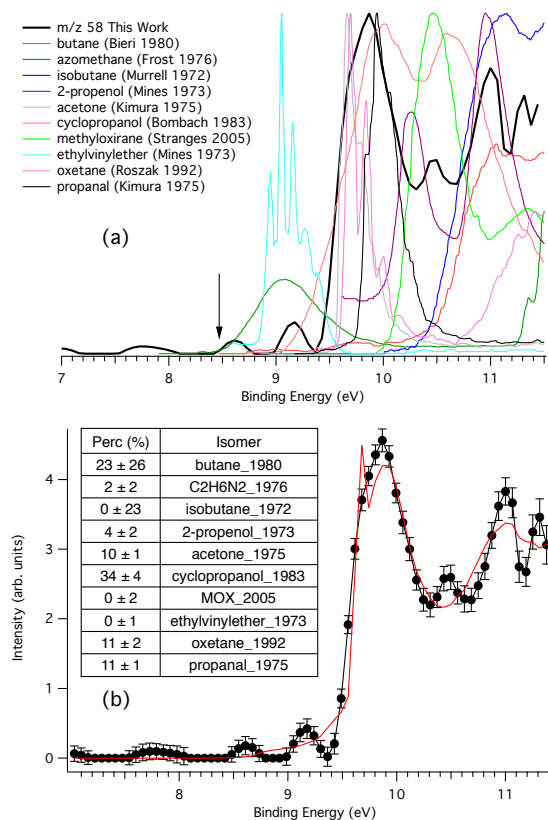 m/z 58 This Work
butane (Bieri 1980)
azomethane (Frost 1976)
isobutane (Murrell 1972)
2-propenol (Mines 1973)
acetone (Kimura 1975)
cyclopropanol (Bombach 1983)
methyloxirane (Stranges 2005)
ethylvinylether (Mines 1973)
oxetane (Roszak 1992)
propanal (Kimura 1975)
(a)
7 8 9 10 11
Binding Energy (eV)
Perc (%) Isomer
23 ± 26 butane_1980
2 ± 2 C2H6N2_1976
0 ± 23 isobutane_1972
4 ± 2 2-propenol_1973
10 ± 1 acetone_1975
34 ± 4 cyclopropanol_1983
0 ± 2 MOX_2005
0 ± 1 ethylvinylether_1973
11 ± 2 oxetane_1992
11 ± 1 propanal_1975
(b)
Intensity (arb. units)
4
3
2
1
0
8 9 10 11
Binding Energy (eV)